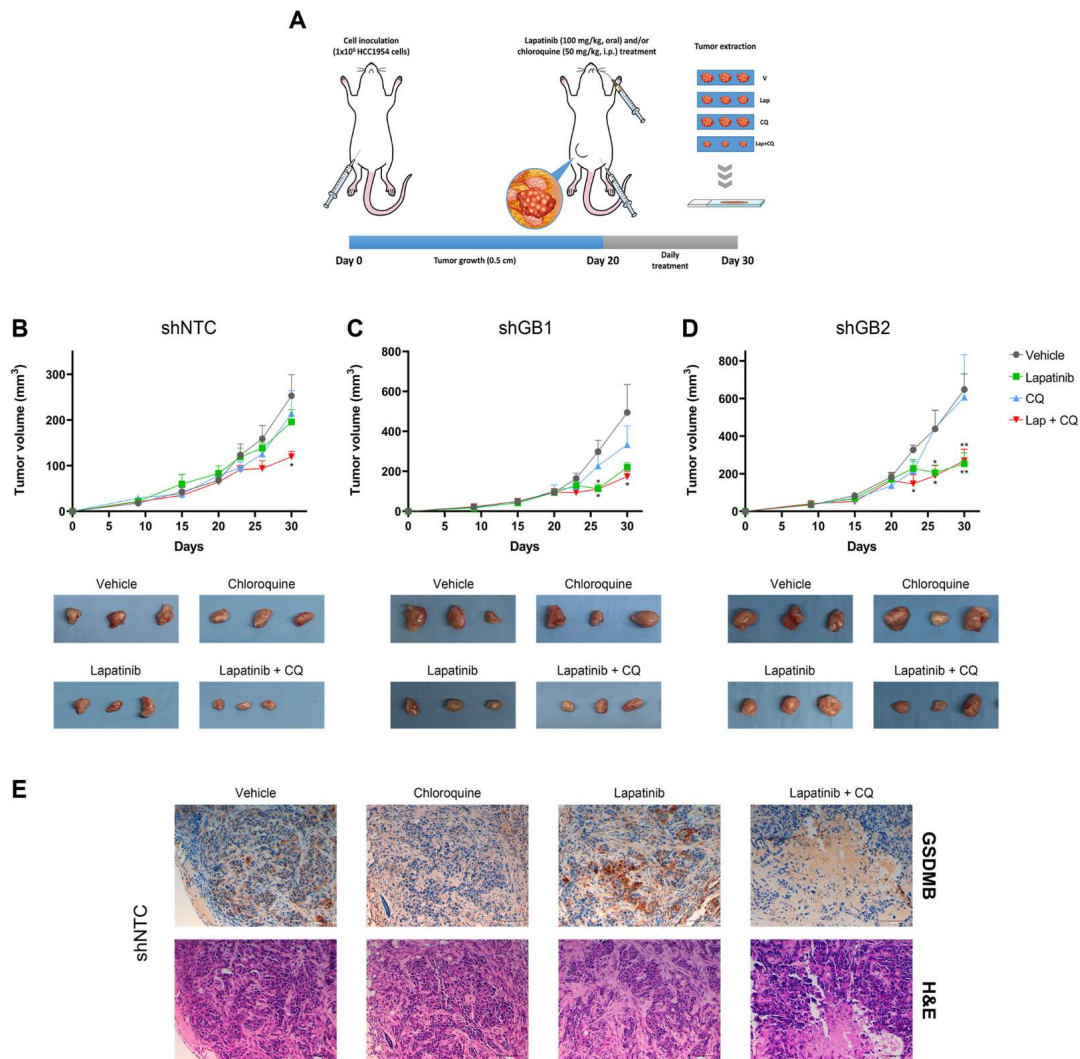 A
Cell inoculation
(1x10⁶ HCC1954 cells)
Lapatinib (100 mg/kg, oral) and/or
chloroquine (50 mg/kg, i.p.) treatment
Tumor extraction
V
Lap
CQ
Lap+CQ
Day 0
Tumor growth (0.5 cm)
Day 20
Daily
treatment
Day 30
B
shNTC
Tumor volume (mm³)
300
200
100
0
0 5 10 15 20 25 30
Days
C
shGB1
Tumor volume (mm³)
800
600
400
200
0
0 5 10 15 20 25 30
Days
D
shGB2
Tumor volume (mm³)
800
600
400
200
0
0 5 10 15 20 25 30
Days
Vehicle
Lapatinib
CQ
Lap + CQ
*
*
*
*
*
*
*
**
**
Vehicle Chloroquine
Lapatinib Lapatinib + CQ
Vehicle Chloroquine
Lapatinib Lapatinib + CQ
Vehicle Chloroquine
Lapatinib Lapatinib + CQ
E
Vehicle Chloroquine Lapatinib Lapatinib + CQ
shNTC
GSDMB
H&E